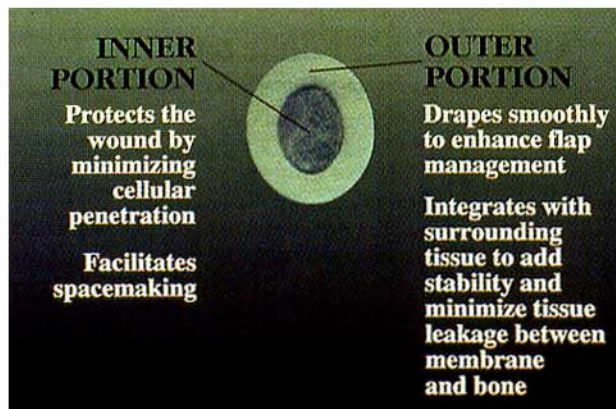 INNER
PORTION
Protects the
wound by
minimizing
cellular
penetration
Facilitates
spacemaking
OUTER
PORTION
Drapes smoothly
to enhance flap
management
Integrates with
surrounding
tissue to add
stability and
minimize tissue
leakage between
membrane
and bone